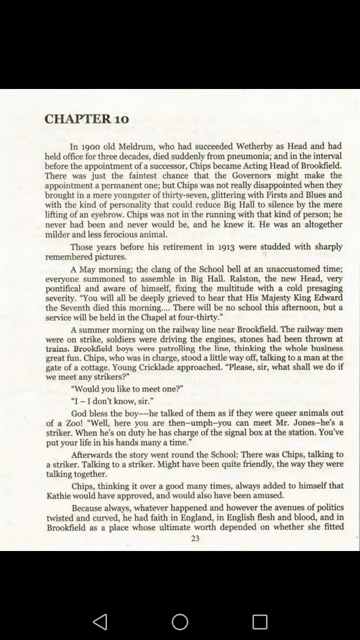 CHAPTER 10
In 1900 old Meldrum, who had succeeded Wetherby as Head and had
held office for three decades, died suddenly from pneumonia; and in the interval
before the appointment of a successor, Chips became Acting Head of Brookfield.
There was just the faintest chance that the Governors might make the
appointment a permanent one; but Chips was not really disappointed when they
brought in a mere youngster of thirty-seven, glittering with Firsts and Blues and
with the kind of personality that could reduce Big Hall to silence by the mere
lifting of an eyebrow. Chips was not in the running with that kind of person; he
never had been and never would be, and he knew it. He was an altogether
milder and less ferocious animal.
Those years before his retirement in 1913 were studded with sharply
remembered pictures.
A May morning; the clang of the School bell at an unaccustomed time;
everyone summoned to assemble in Big Hall. Ralston, the new Head, very
pontifical and aware of himself, fixing the multitude with a cold presaging
severity. "You will all be deeply grieved to hear that His Majesty King Edward
the Seventh died this morning.... There will be no school this afternoon, but a
service will be held in the Chapel at four-thirty."
A summer morning on the railway line near Brookfield. The railway men
were on strike, soldiers were driving the engines, stones had been thrown at
trains. Brookfield boys were patrolling the line, thinking the whole business
great fun. Chips, who was in charge, stood a little way off, talking to a man at the
gate of a cottage. Young Cricklade approached. "Please, sir, what shall we do if
we meet any strikers?"
"Would you like to meet one?"
"I – I don't know, sir."
God bless the boy—he talked of them as if they were queer animals out
of a Zoo! "Well, here you are then–umph–you can meet Mr. Jones–he's a
striker. When he's on duty he has charge of the signal box at the station. You've
put your life in his hands many a time."
Afterwards the story went round the School: There was Chips, talking to
a striker. Talking to a striker. Might have been quite friendly, the way they were
talking together.
Chips, thinking it over a good many times, always added to himself that
Kathie would have approved, and would also have been amused.
Because always, whatever happened and however the avenues of politics
twisted and curved, he had faith in England, in English flesh and blood, and in
Brookfield as a place whose ultimate worth depended on whether she fitted
23